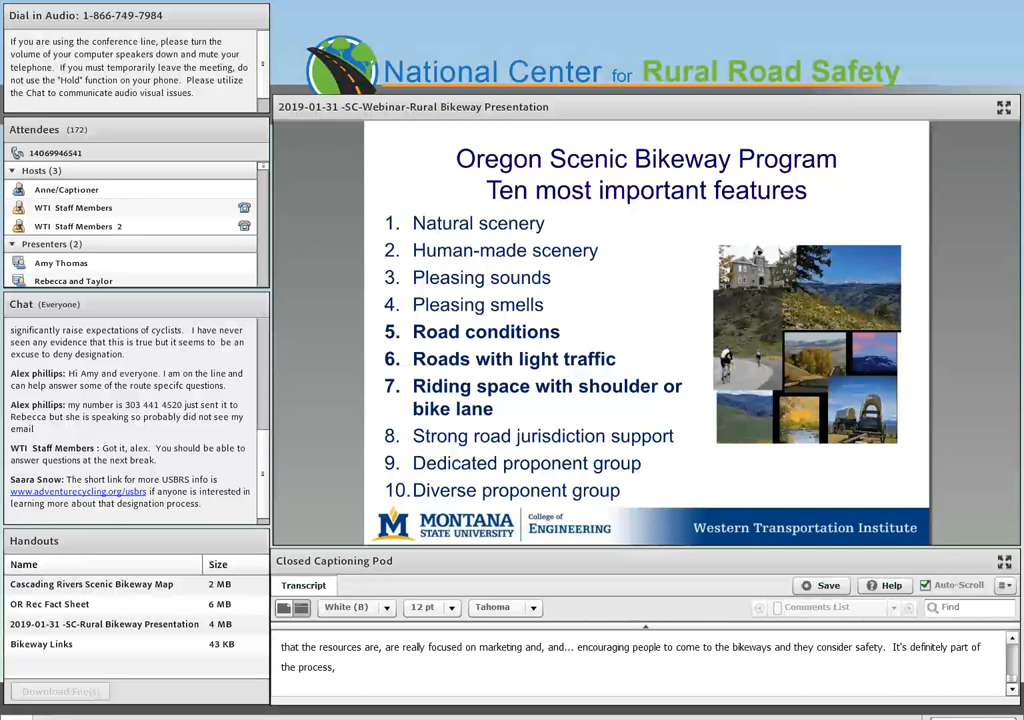 Dial in Audio: 1-866-749-7984
If you are using the conference line, please turn the
volume of your computer speakers down and mute your
telephone. If you must temporarily leave the meeting, do
not use the "Hold" function on your phone. Please utilize
the Chat to communicate audio visual issues.
National Center for Rural Road Safety
Attendees (172)
14069946541
Hosts (3)
Anne/Captioner
WTI Staff Members
WTI Staff Members 2
Presenters (2)
Amy Thomas
Rebecca and Taylor
Chat (Everyone)
significantly raise expectations of cyclists. I have never
seen any evidence that this is true but it seems to be an
excuse to deny designation.
Alex phillips: Hi Amy and everyone. I am on the line and
can help answer some of the route specifc questions.
Alex phillips: my number is 303 441 4520 just sent it to
Rebecca but she is speaking so probably did not see my
email
WTI Staff Members : Got it, alex. You should be able to
answer questions at the next break.
Saara Snow: The short link for more USBRS info is
www.adventurecycling.org/usbrs if anyone is interested in
learning more about that designation process.
Handouts
Name Size
Cascading Rivers Scenic Bikeway Map 2 MB
OR Rec Fact Sheet 6 MB
2019-01-31 -SC-Rural Bikeway Presentation 4 MB
Bikeway Links 43 KB
Download File(s)
2019-01-31 -SC-Webinar-Rural Bikeway Presentation
Oregon Scenic Bikeway Program
Ten most important features
1. Natural scenery
2. Human-made scenery
3. Pleasing sounds
4. Pleasing smells
5. Road conditions
6. Roads with light traffic
7. Riding space with shoulder or
bike lane
8. Strong road jurisdiction support
9. Dedicated proponent group
10. Diverse proponent group
M MONTANA
STATE UNIVERSITY
College of
ENGINEERING
Western Transportation Institute
Closed Captioning Pod
Transcript
Save
Help
Auto-Scroll
White (B)
12 pt
Tahoma
Comments List
Find
that the resources are, are really focused on marketing and, and... encouraging people to come to the bikeways and they consider safety. It's definitely part of
the process,